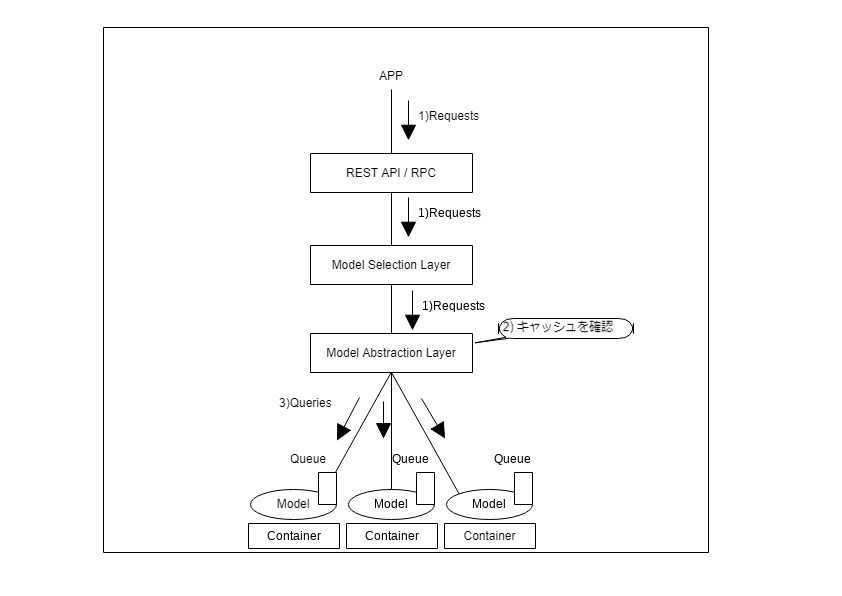 APP
1)Requests
REST API / RPC
1)Requests
Model Selection Layer
1)Requests
2) キャッシュを確認
Model Abstraction Layer
3)Queries
Queue
Queue
Queue
Model
Model
Model
Container
Container
Container